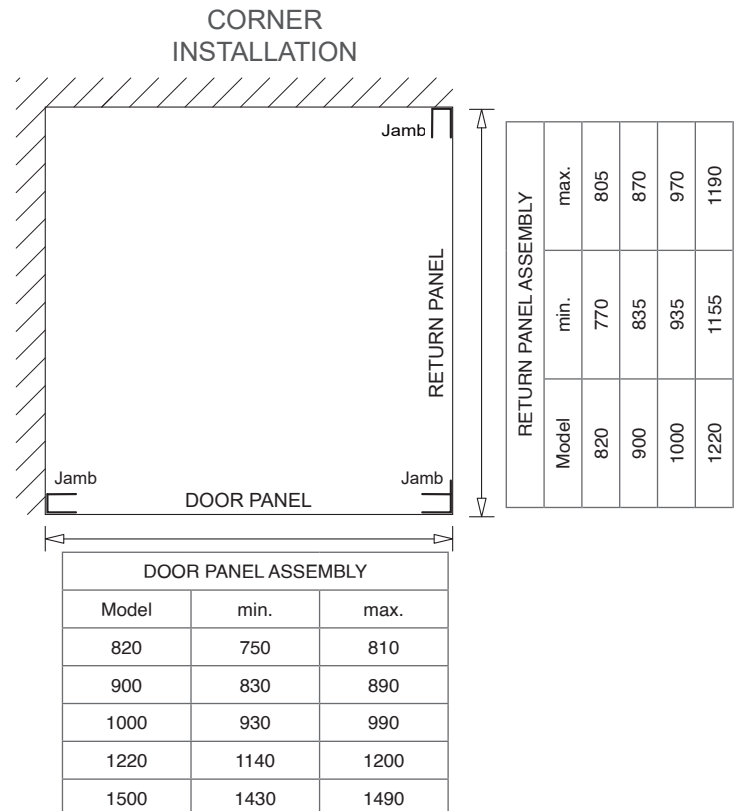 CORNER
INSTALLATION
Jamb
RETURN PANEL
Jamb
Jamb
DOOR PANEL
RETURN PANEL ASSEMBLY
Model min. max.
820 770 805
900 835 870
1000 935 970
1220 1155 1190
DOOR PANEL ASSEMBLY
Model min. max.
820 750 810
900 830 890
1000 930 990
1220 1140 1200
1500 1430 1490